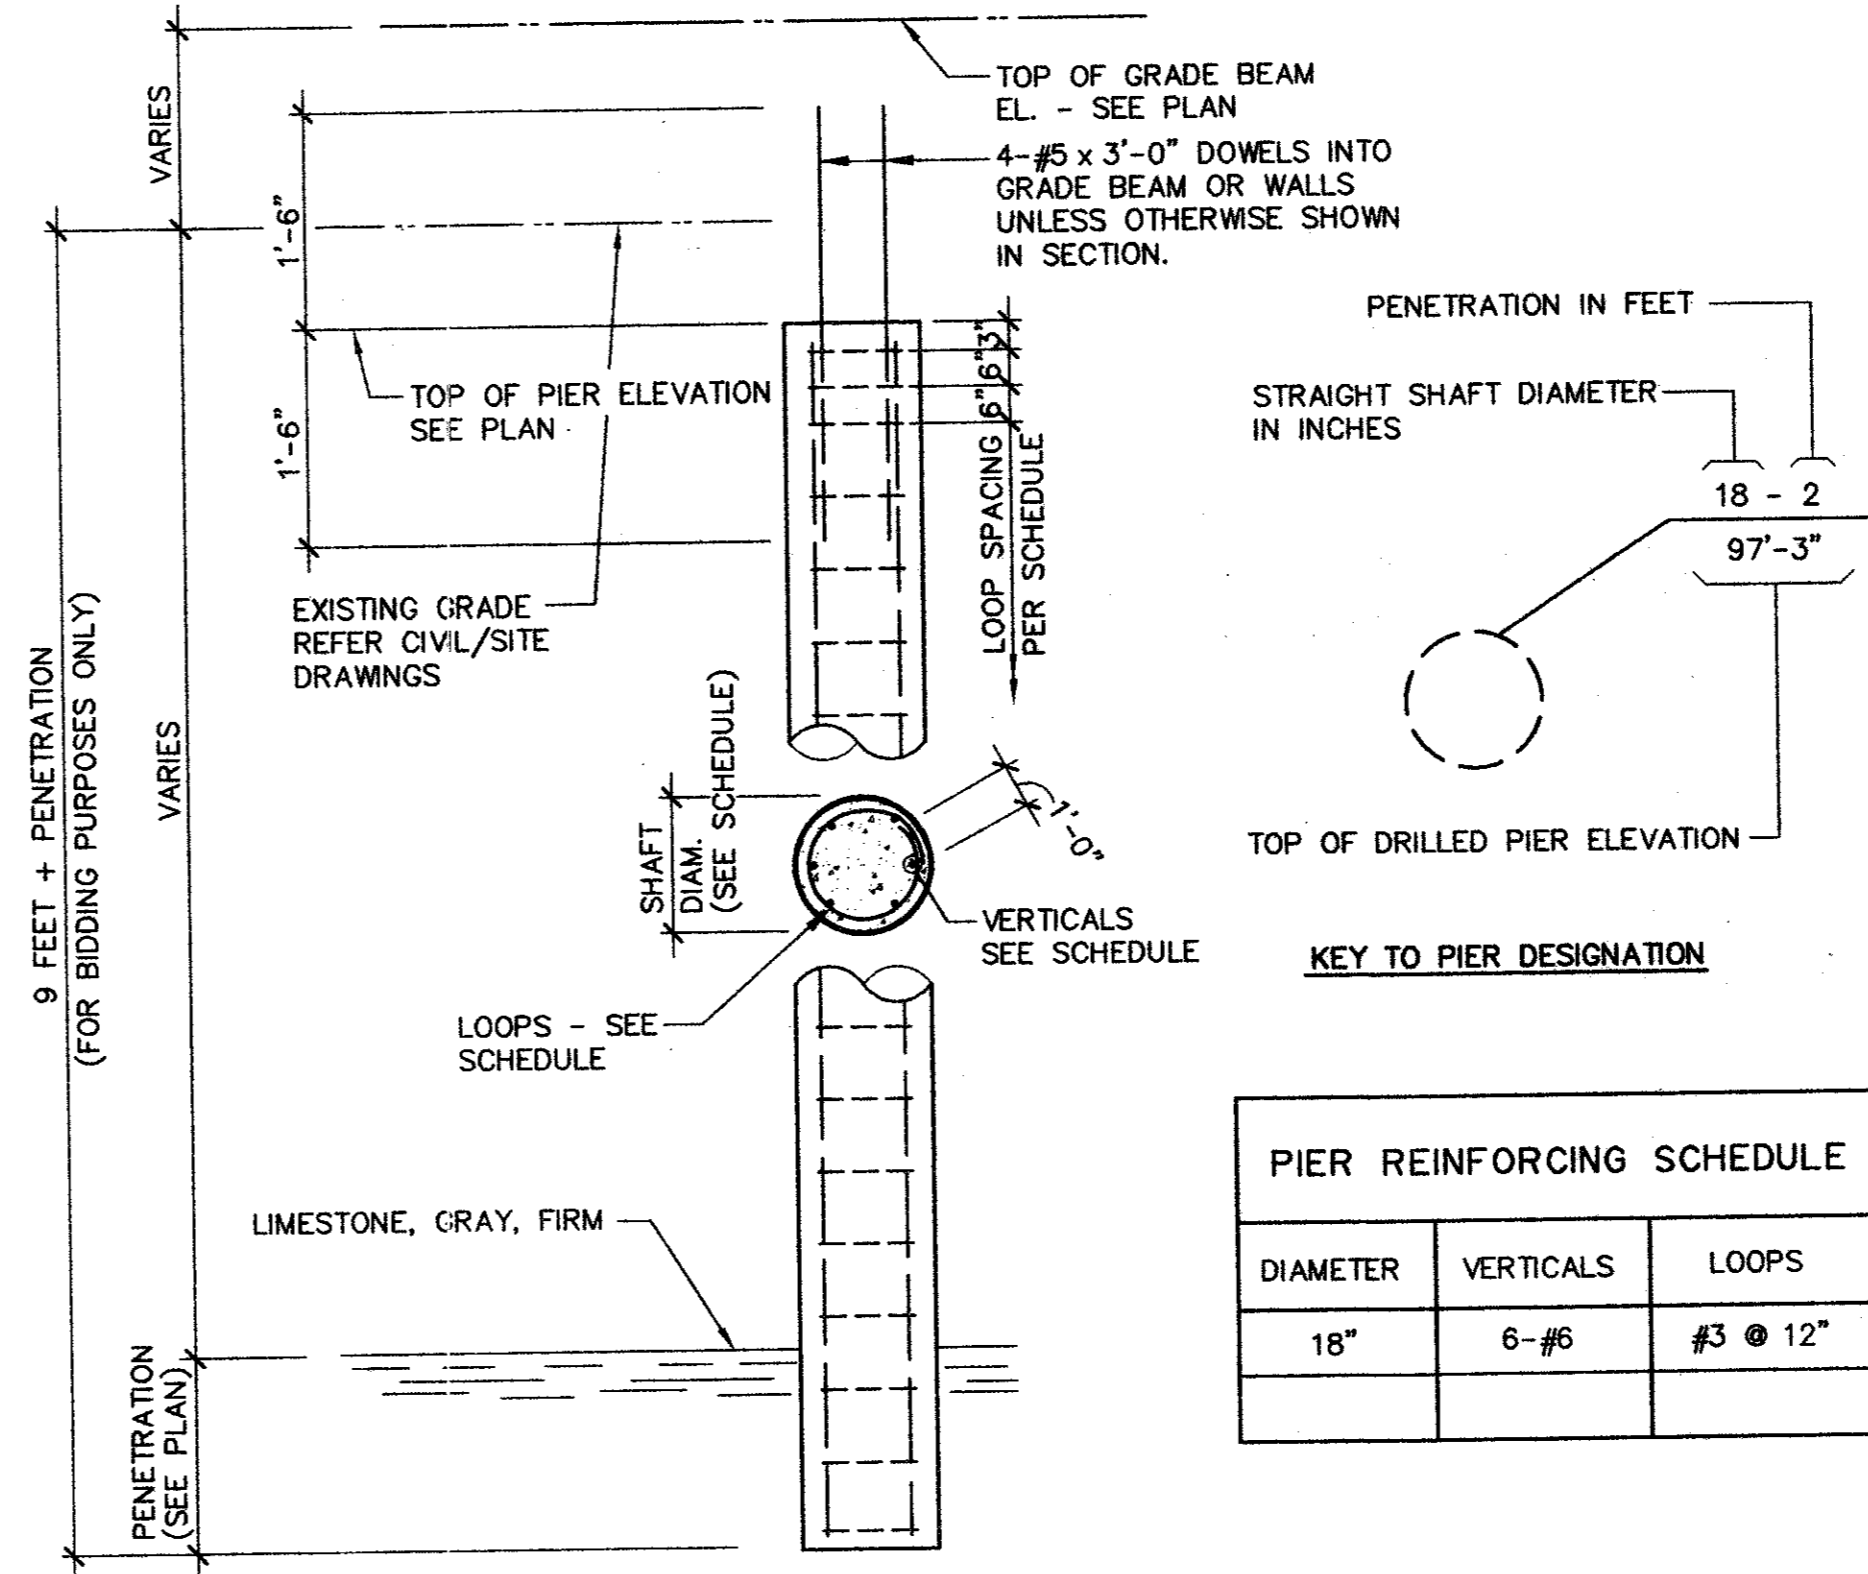 VARIES
TOP OF GRADE BEAM
EL. - SEE PLAN
4-#5 x 3'-0" DOWELS INTO
GRADE BEAM OR WALLS
UNLESS OTHERWISE SHOWN
IN SECTION.
1'-6"
1'-6"
TOP OF PIER ELEVATION
SEE PLAN
3"
6"
6"
LOOP SPACING
PER SCHEDULE
EXISTING GRADE
REFER CIVIL/SITE
DRAWINGS
9 FEET + PENETRATION
(FOR BIDDING PURPOSES ONLY)
VARIES
SHAFT
DIAM.
(SEE SCHEDULE)
1'-0"
VERTICALS
SEE SCHEDULE
LOOPS - SEE
SCHEDULE
LIMESTONE, GRAY, FIRM
PENETRATION
(SEE PLAN)
PENETRATION IN FEET
STRAIGHT SHAFT DIAMETER
IN INCHES
18 - 2
97'-3"
TOP OF DRILLED PIER ELEVATION
KEY TO PIER DESIGNATION
PIER REINFORCING SCHEDULE
DIAMETER VERTICALS LOOPS
18" 6-#6 #3 @ 12"